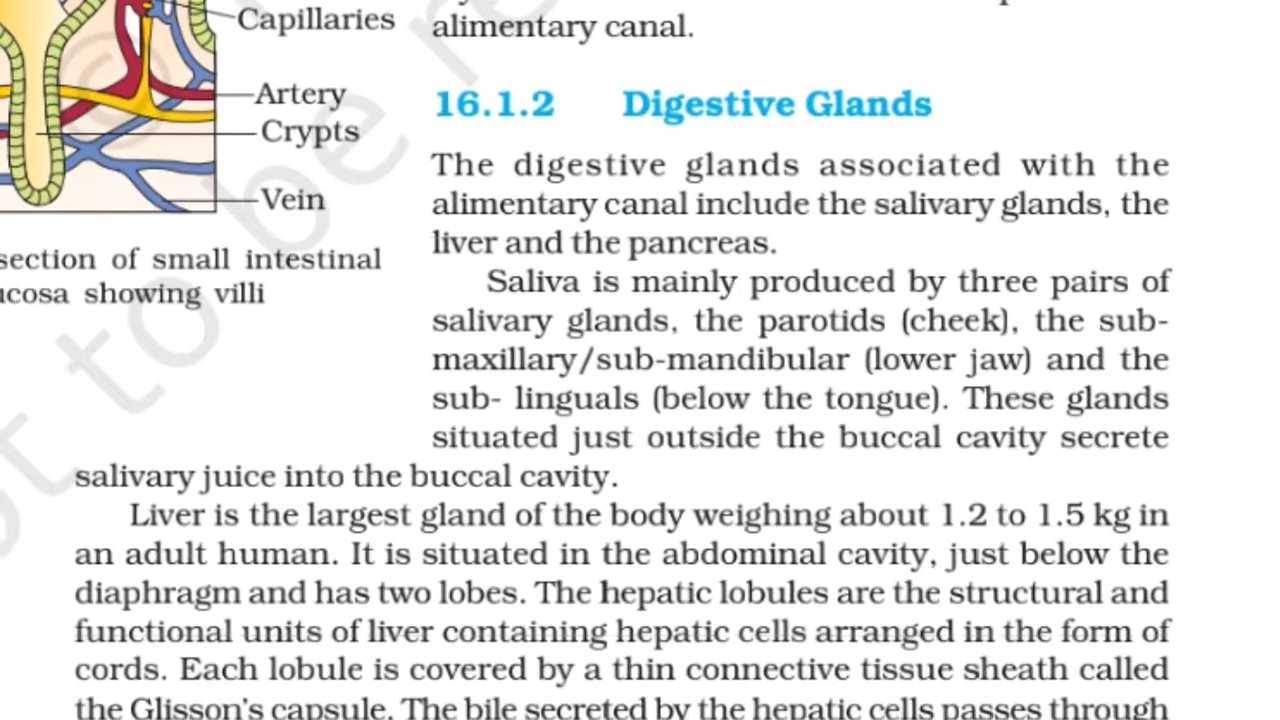 Capillaries
Artery
Crypts
Vein
section of small intestinal
showing villi
alimentary canal.
16.1.2 Digestive Glands
The digestive glands associated with the
alimentary canal include the salivary glands, the
liver and the pancreas.
Saliva is mainly produced by three pairs of
salivary glands, the parotids (cheek), the sub-
maxillary/sub-mandibular (lower jaw) and the
sub- linguals (below the tongue). These glands
situated just outside the buccal cavity secrete
salivary juice into the buccal cavity.
Liver is the largest gland of the body weighing about 1.2 to 1.5 kg in
an adult human. It is situated in the abdominal cavity, just below the
diaphragm and has two lobes. The hepatic lobules are the structural and
functional units of liver containing hepatic cells arranged in the form of
cords. Each lobule is covered by a thin connective tissue sheath called
the Glisson's capsule. The bile secreted by the hepatic cells passes through